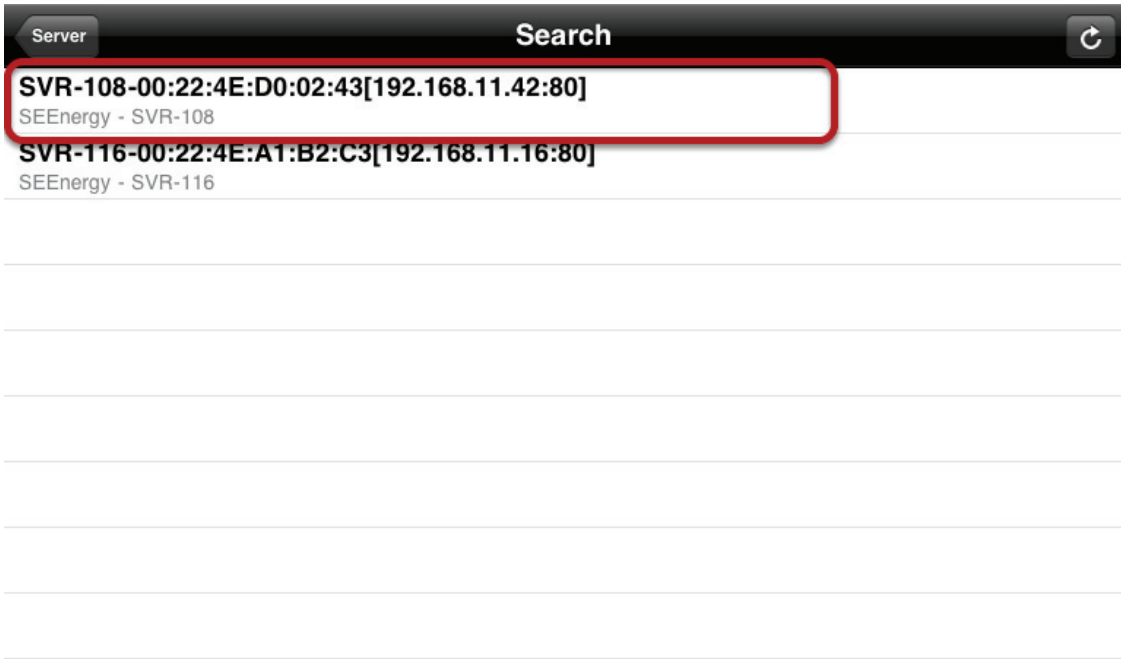 Server
Search
SVR-108-00:22:4E:D0:02:43[192.168.11.42:80]
SEEnergy - SVR-108
SVR-116-00:22:4E:A1:B2:C3[192.168.11.16:80]
SEEnergy - SVR-116